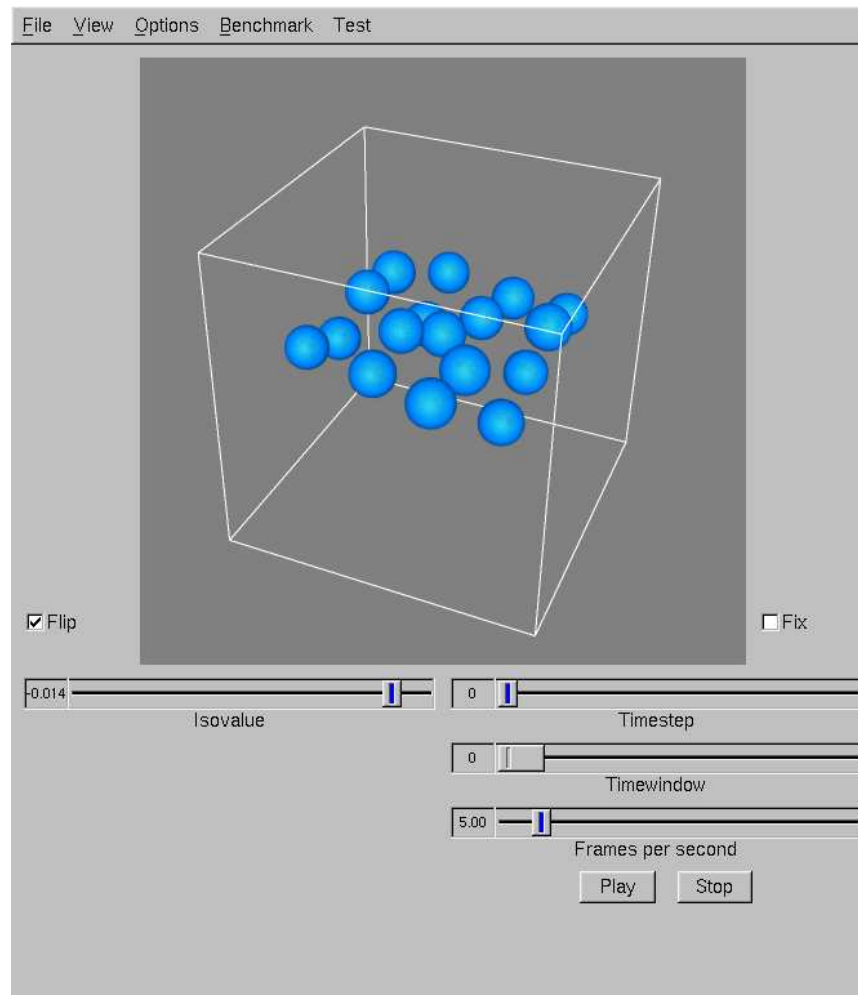 File View Options Benchmark Test
Flip
Fix
-0.014
0
Isovalue
Timestep
0
Timewindow
5.00
Frames per second
Play Stop